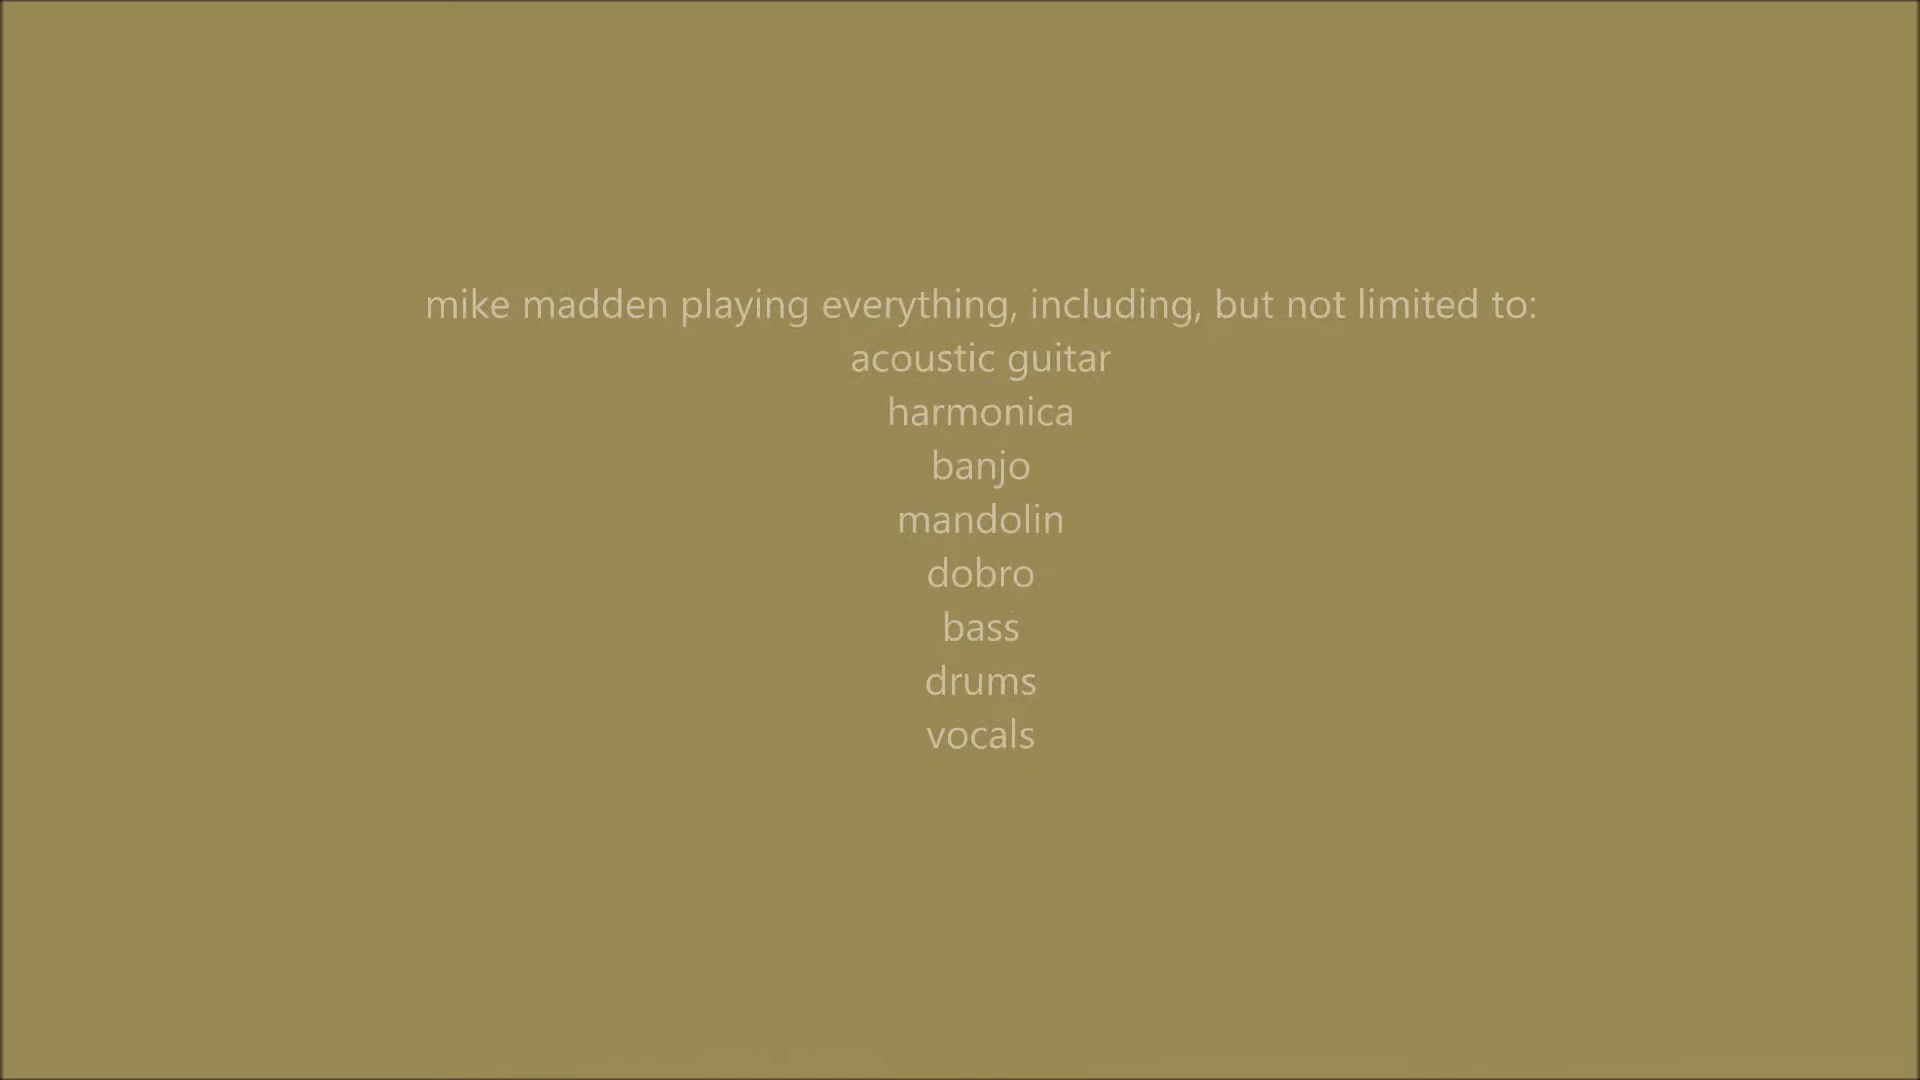 mike madden playing everything, including, but not limited to:
acoustic guitar
harmonica
banjo
mandolin
dobro
bass
drums
vocals